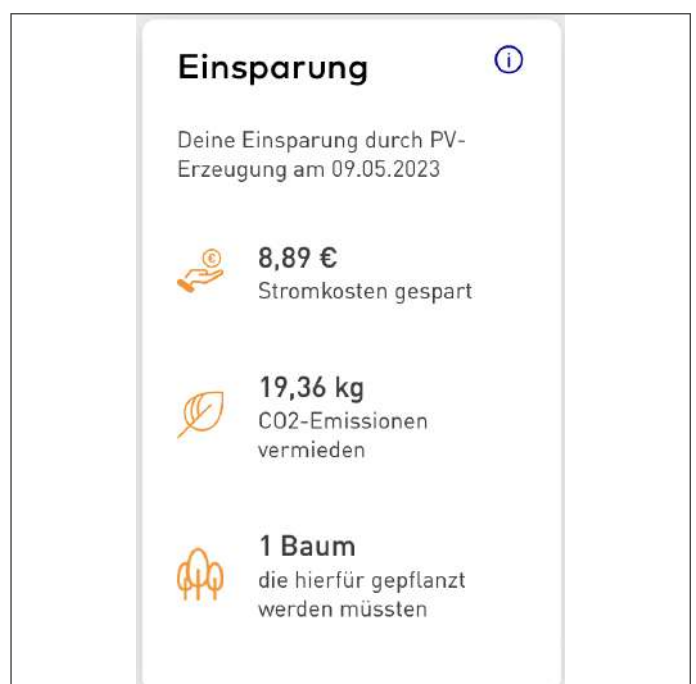 Einsparung
Deine Einsparung durch PV-
Erzeugung am 09.05.2023
8,89 €
Stromkosten gespart
19,36 kg
CO2-Emissionen
vermieden
1 Baum
die hierfür gepflanzt
werden müssten